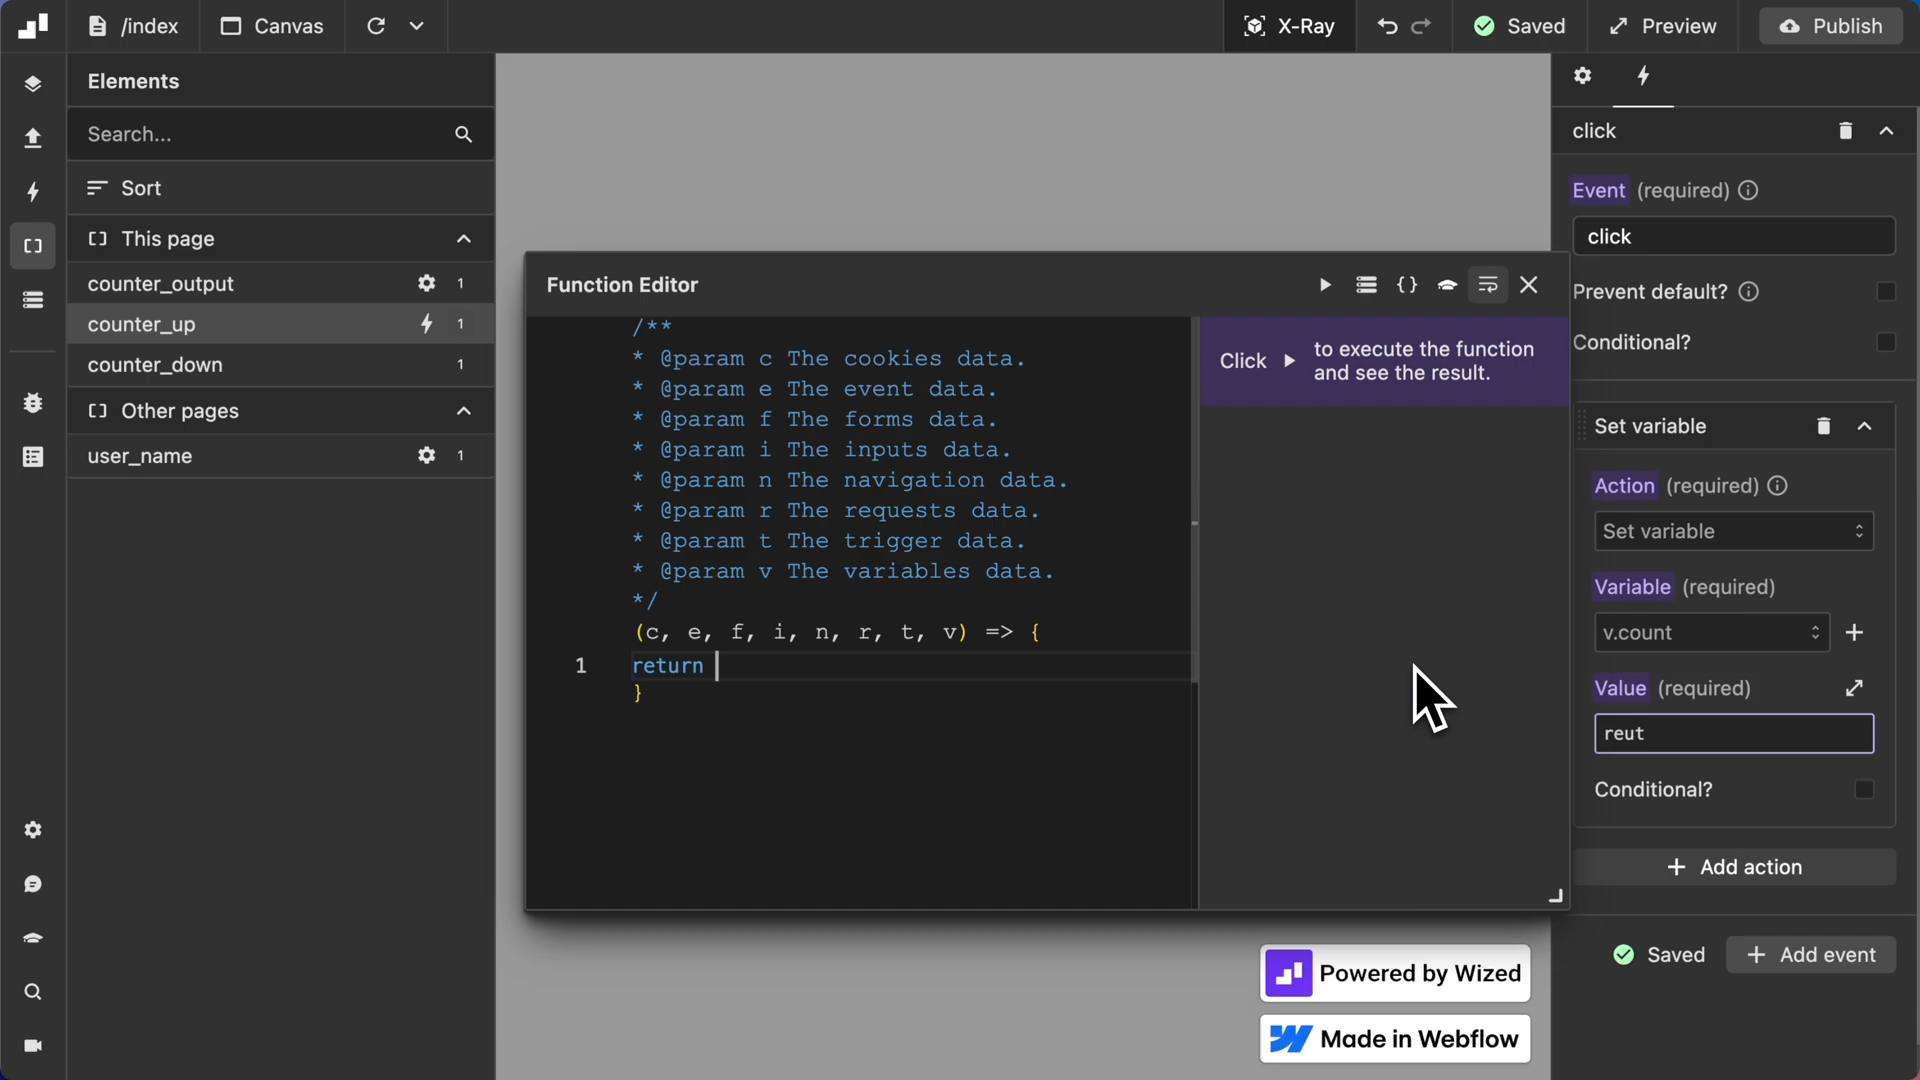 /index
Canvas
X-Ray
Saved
Preview
Publish
Elements
Search...
Sort
This page
counter_output 1
counter_up 1
counter_down 1
Other pages
user_name 1
Function Editor
/**
* @param c The cookies data.
* @param e The event data.
* @param f The forms data.
* @param i The inputs data.
* @param n The navigation data.
* @param r The requests data.
* @param t The trigger data.
* @param v The variables data.
*/
(c, e, f, i, n, r, t, v) => {
1 return
}
Click to execute the function
and see the result.
click
Event (required)
click
Prevent default?
Conditional?
Set variable
Action (required)
Set variable
Variable (required)
v.count
Value (required)
reut
Conditional?
+ Add action
Saved
+ Add event
Powered by Wized
Made in Webflow